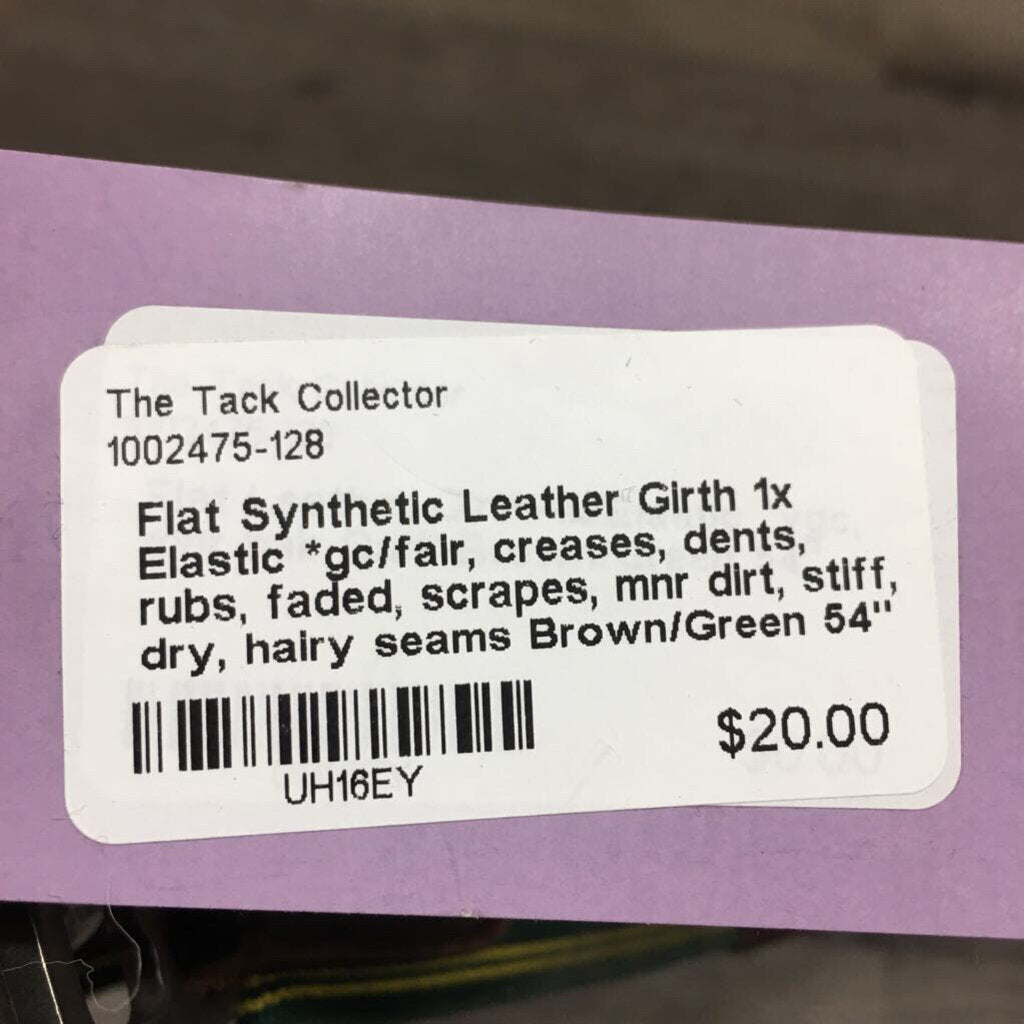 The Tack Collector
1002475-128
Flat Synthetic Leather Girth 1x
Elastic *gc/fair, creases, dents,
rubs, faded, scrapes, mnr dirt, stiff,
dry, hairy seams Brown/Green 54"
UH16EY
$20.00